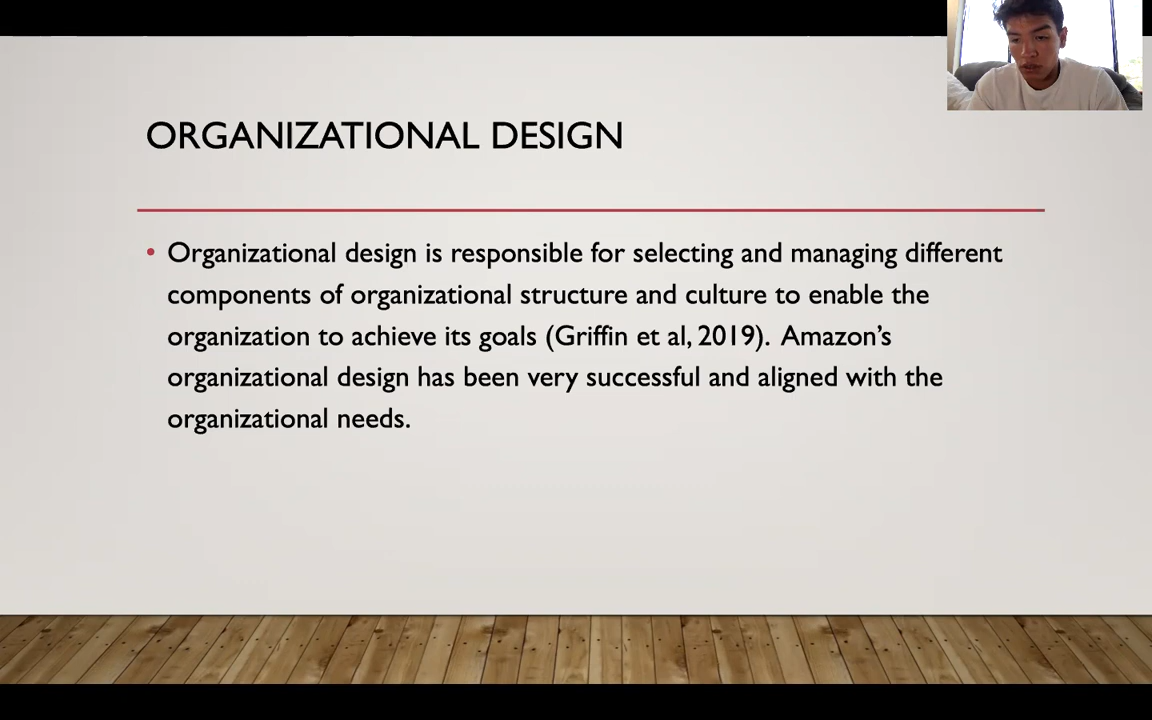 ORGANIZATIONAL DESIGN
• Organizational design is responsible for selecting and managing different
components of organizational structure and culture to enable the
organization to achieve its goals (Griffin et al, 2019).  Amazon’s
organizational design has been very successful and aligned with the
organizational needs.